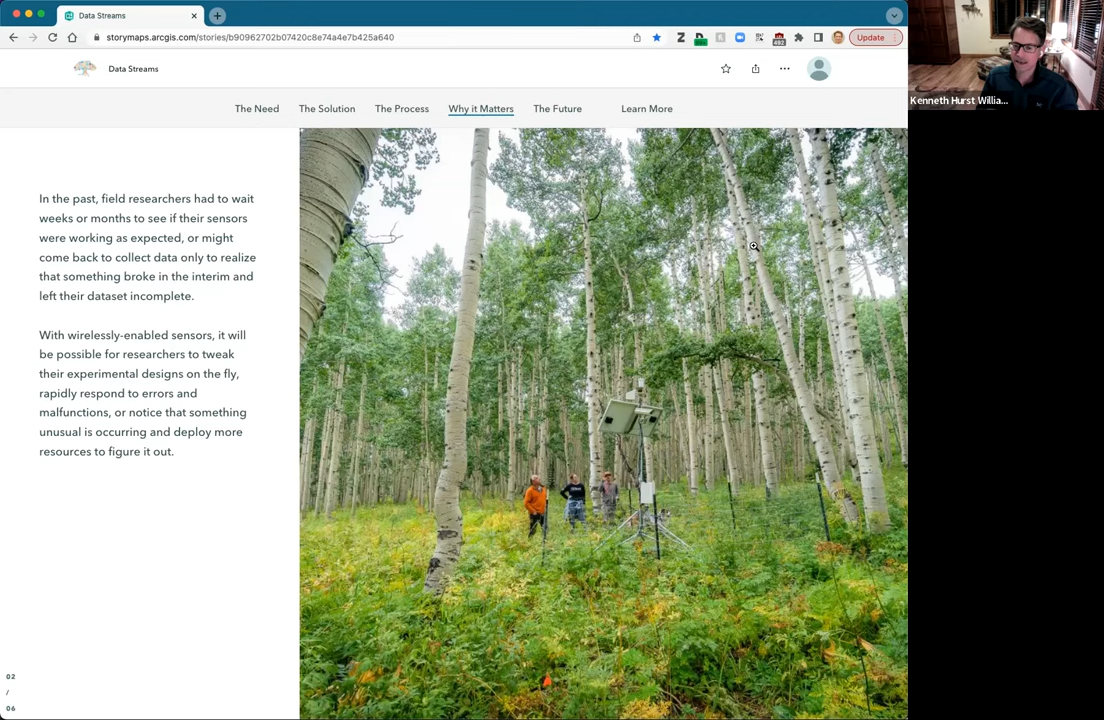 Data Streams
storymaps.arcgis.com/stories/b90962702b07420c8e74a4e7b425a640
492
Update
Data Streams
Kenneth Hurst Willia...
The Need
The Solution
The Process
Why it Matters
The Future
Learn More
In the past, field researchers had to wait
weeks or months to see if their sensors
were working as expected, or might
come back to collect data only to realize
that something broke in the interim and
left their dataset incomplete.
With wirelessly-enabled sensors, it will
be possible for researchers to tweak
their experimental designs on the fly,
rapidly respond to errors and
malfunctions, or notice that something
unusual is occurring and deploy more
resources to figure it out.
02
/
06